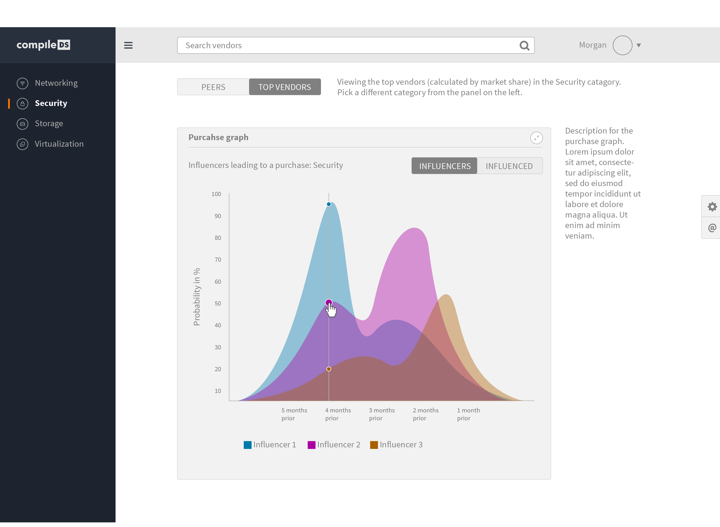 compile DS
Search vendors
Morgan
Networking
Security
Storage
Virtualization
PEERS
TOP VENDORS
Viewing the top vendors (calculated by market share) in the Security catagory.
Pick a different category from the panel on the left.
Purcahse graph
Influencers leading to a purchase: Security
INFLUENCERS
INFLUENCED
Description for the
purchase graph.
Lorem ipsum dolor
sit amet, consecte-
tur adipiscing elit,
sed do eiusmod
tempor incididunt ut
labore et dolore
magna aliqua. Ut
enim ad minim
veniam.
@
Probability in %
100
90
80
70
60
50
40
30
20
10
5 months
prior
4 months
prior
3 months
prior
2 months
prior
1 month
prior
Influencer 1
Influencer 2
Influencer 3